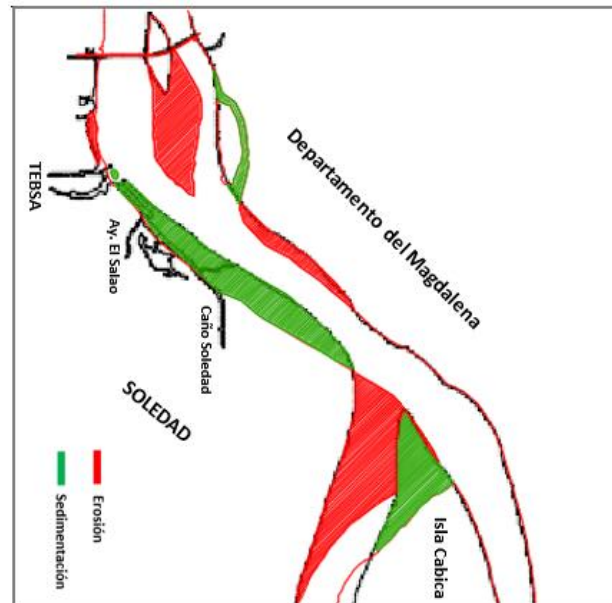 Departamento del Magdalena
TEBSA
Ay. El Salao
Caño Soledad
SOLEDAD
Isla Cabica
Erosión
Sedimentación